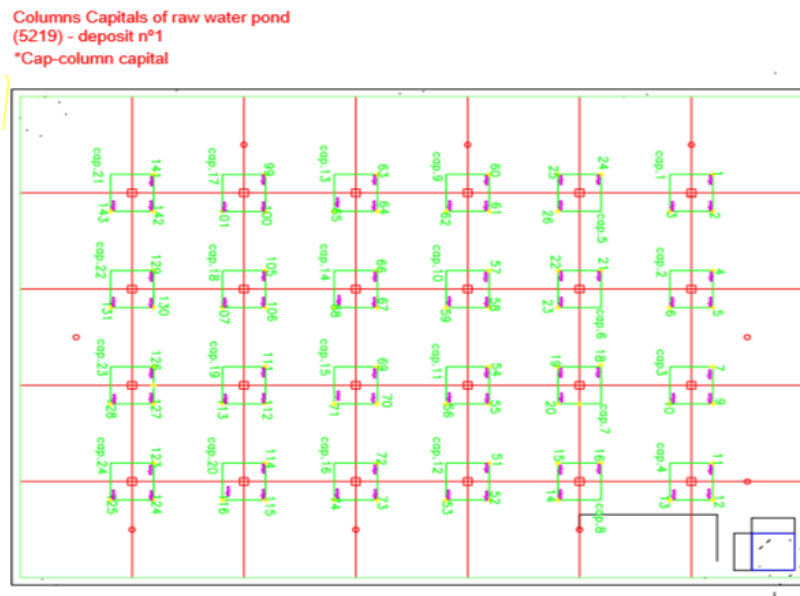 Columns Capitals of raw water pond
(5219) - deposit nº1
*Cap-column capital
cap.21 141
143 142
cap.17 99
101 100
cap.13 63
65 64
cap.9 60
62 61
25 24
26 cap.5
cap.1 1
3 2
cap.22 129
131 130
cap.18 105
107 106
cap.14 66
68 67
cap.10 57
59 58
22 21
23 cap.6
cap.2 4
6 5
cap.23 126
128 127
cap.19 111
113 112
cap.15 69
71 70
cap.11 54
56 55
19 18
20 cap.7
cap3 7
9
cap.24 123
125 124
cap.20 114
116 115
cap.16 72
74 73
cap.12 51
53 52
15 16
14 cap.8
cap.4 11
13 12